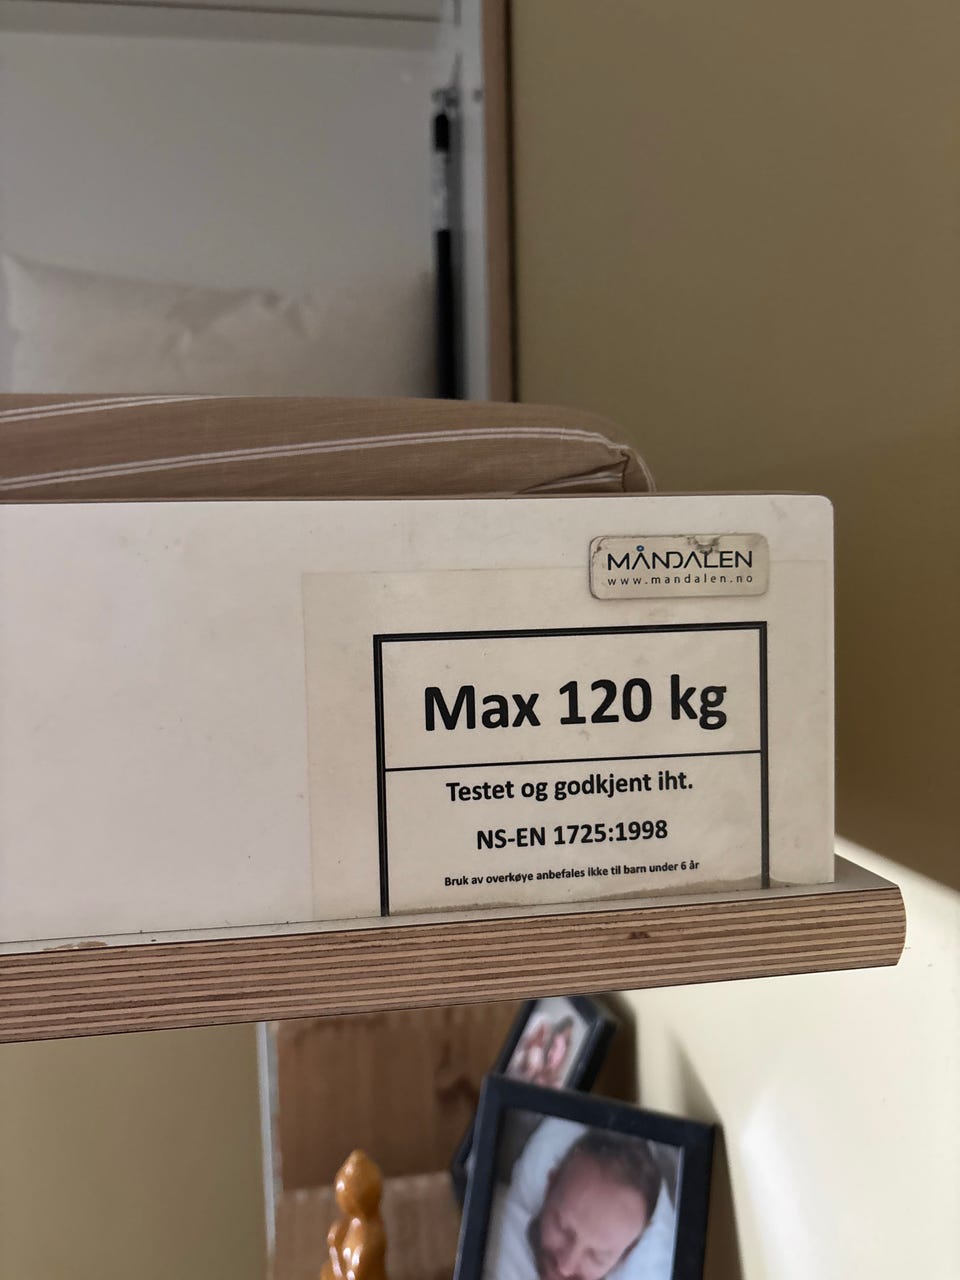 MÅNDALEN
www.mandalen.no
Max 120 kg
Testet og godkjent iht.
NS-EN 1725:1998
Bruk av overkøye anbefales ikke til barn under 6 år